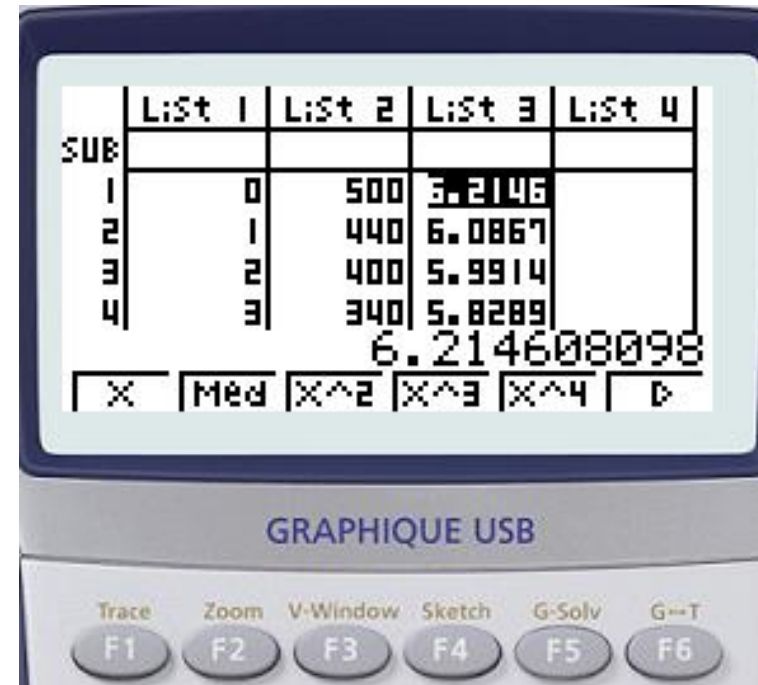 List 1 List 2 List 3 List 4
SUB
1 0 500 6.2146
2 1 440 6.0867
3 2 400 5.9914
4 3 340 5.8289
6.214608098
X Med X^2 X^3 X^4 ▷
GRAPHIQUE USB
Trace Zoom V-Window Sketch G-Solv G↔T
F1 F2 F3 F4 F5 F6